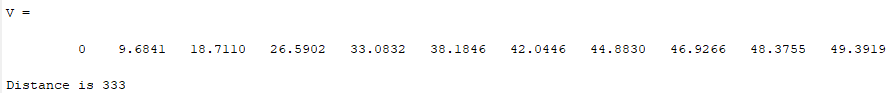 V =
0 9.6841 18.7110 26.5902 33.0832 38.1846 42.0446 44.8830 46.9266 48.3755 49.3919
Distance is 333